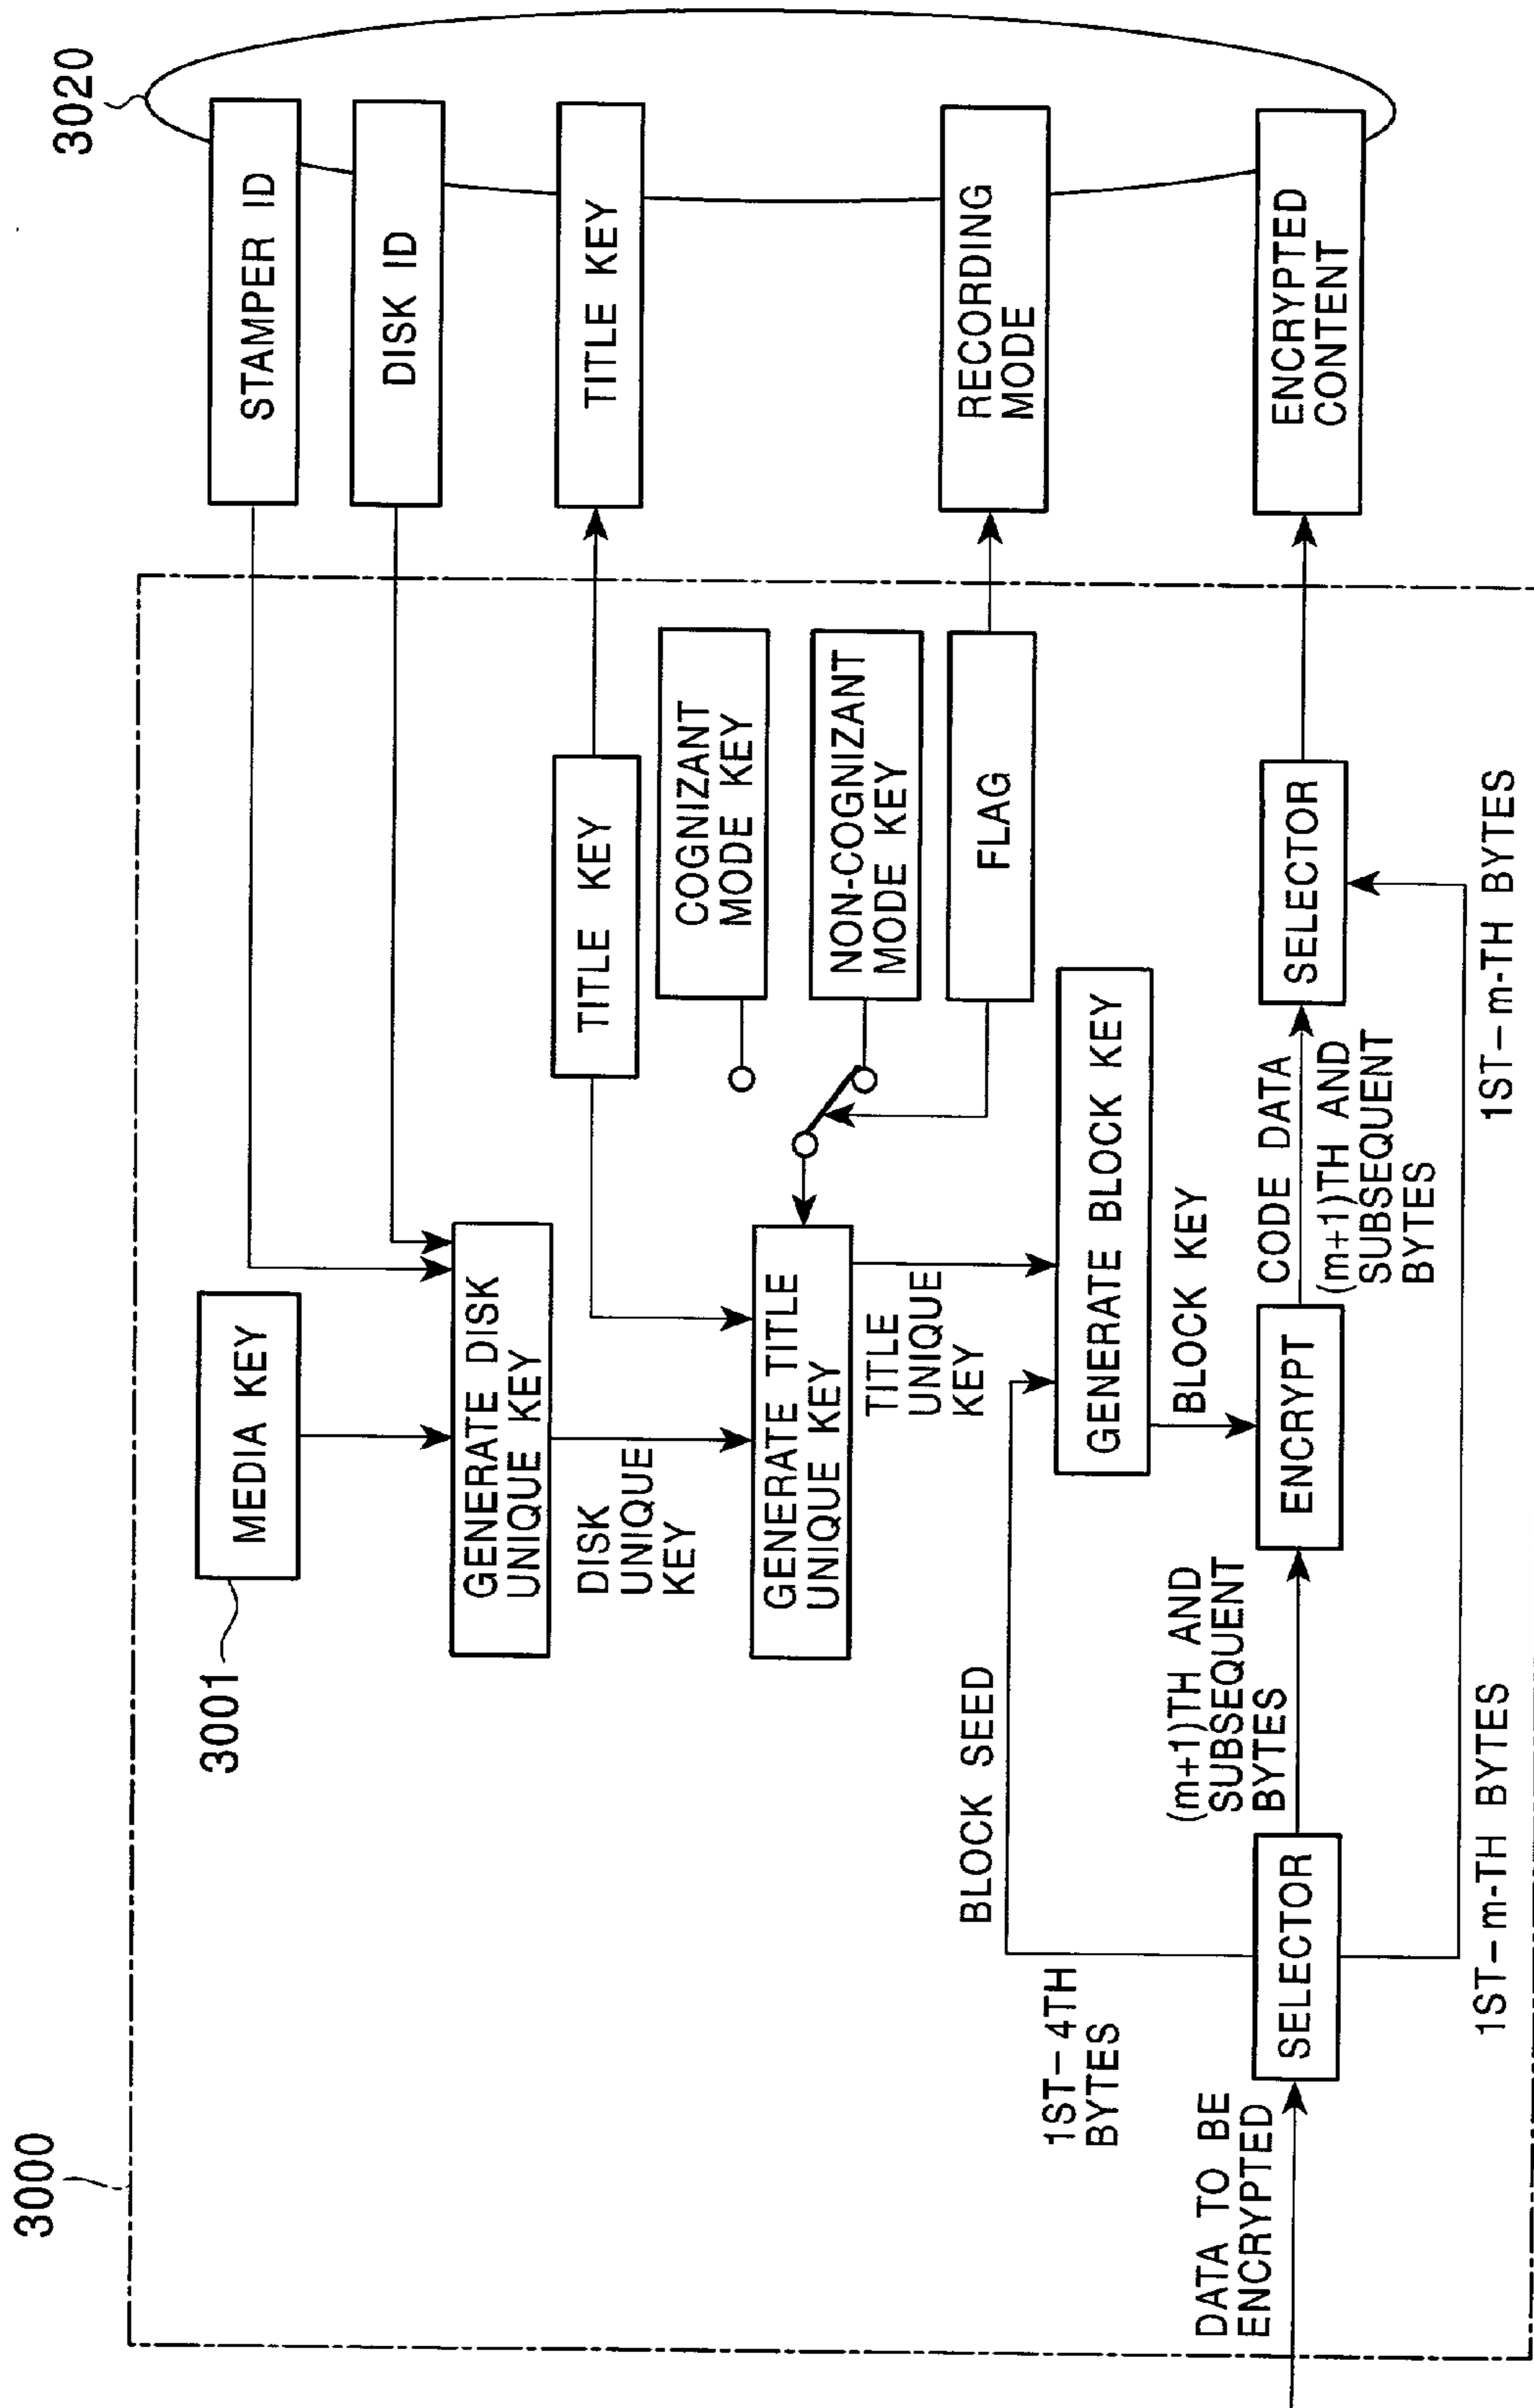 3000
3020
3001
MEDIA KEY
STAMPER ID
DISK ID
GENERATE DISK
UNIQUE KEY
DISK
UNIQUE
KEY
TITLE KEY
TITLE KEY
GENERATE TITLE
UNIQUE KEY
COGNIZANT
MODE KEY
NON-COGNIZANT
MODE KEY
TITLE
UNIQUE
KEY
FLAG
RECORDING
MODE
BLOCK SEED
1ST-4TH
BYTES
GENERATE BLOCK KEY
BLOCK KEY
DATA TO BE
ENCRYPTED
SELECTOR
(m+1)TH AND
SUBSEQUENT
BYTES
ENCRYPT
CODE DATA
(m+1)TH AND
SUBSEQUENT
BYTES
SELECTOR
ENCRYPTED
CONTENT
1ST-m-TH BYTES
1ST-m-TH BYTES